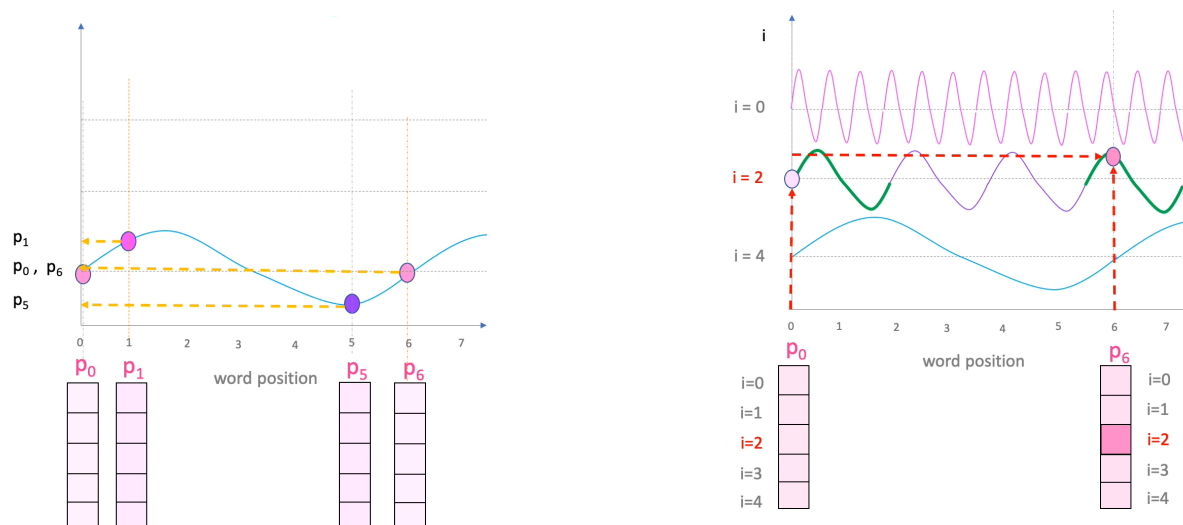 p1
p0 , p6
p5
0 1 2 3 4 5 6 7
p0 p1 p5 p6
word position
i
i = 0
i = 2
i = 4
0 1 2 3 4 5 6 7
p0 p6
word position
i=0 i=0
i=1 i=1
i=2 i=2
i=3 i=3
i=4 i=4